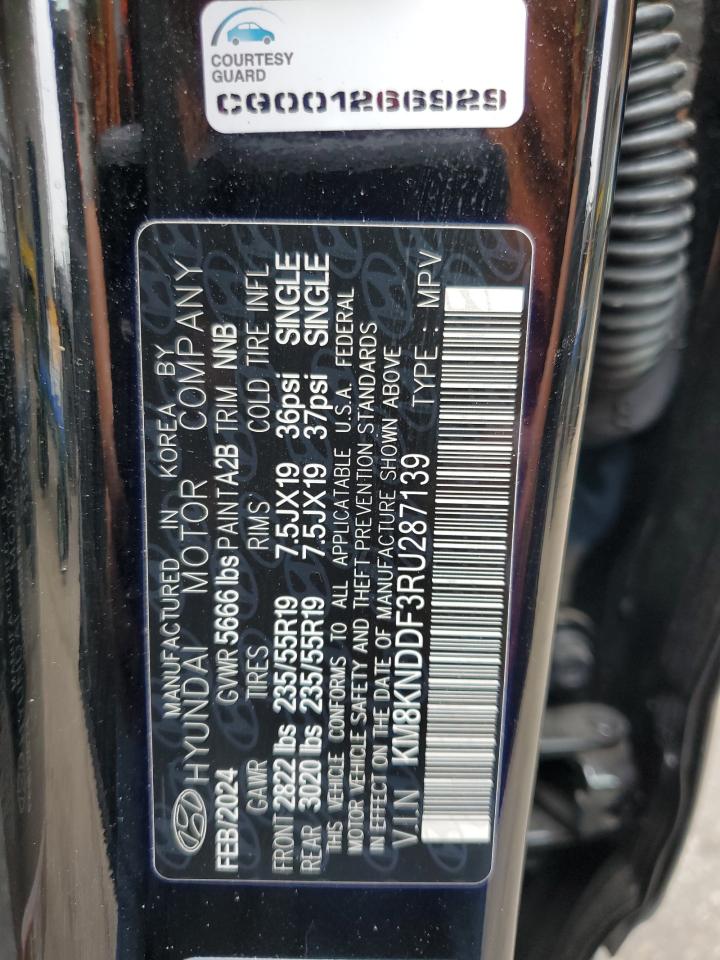 COURTESY
GUARD
CG001266929
MANUFACTURED IN KOREA BY
HYUNDAI MOTOR COMPANY
FEB/2024 GVWR 5666 lbs PAINT A2B TRIM NNB
GAWR TIRES RIMS COLD TIRE INFL
FRONT 2822 lbs 235/55R19 7.5JX19 36psi SINGLE
REAR 3020 lbs 235/55R19 7.5JX19 37psi SINGLE
THIS VEHICLE CONFORMS TO ALL APPLICATABLE U.S.A. FEDERAL
MOTOR VEHICLE SAFETY AND THEFT PREVENTION STANDARDS
IN EFFECT ON THE DATE OF MANUFACTURE SHOWN ABOVE
VIN KM8KNDDF3RU287139 TYPE : MPV